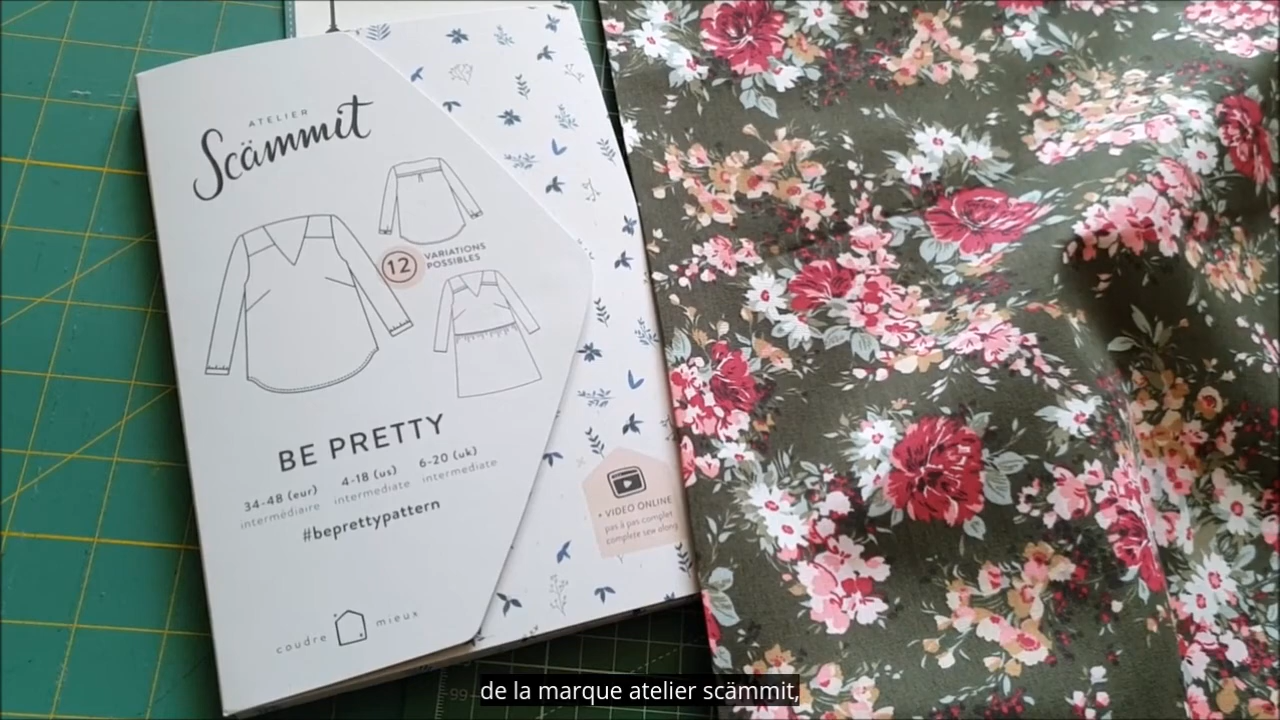 ATELIER
Scämmit
12 VARIATIONS
POSSIBLES
BE PRETTY
34-48 (eur) 4-18 (us) 6-20 (uk)
intermédiaire intermediate intermediate
#beprettypattern
coudre mieux
• VIDEO ONLINE
pas à pas complet
complete sew along
99
de la marque atelier scämmit,